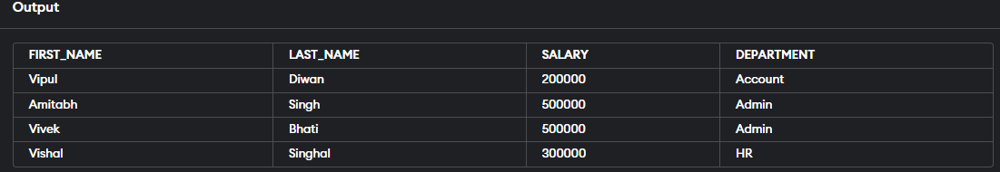 Output
FIRST_NAME LAST_NAME SALARY DEPARTMENT
Vipul Diwan 200000 Account
Amitabh Singh 500000 Admin
Vivek Bhati 500000 Admin
Vishal Singhal 300000 HR